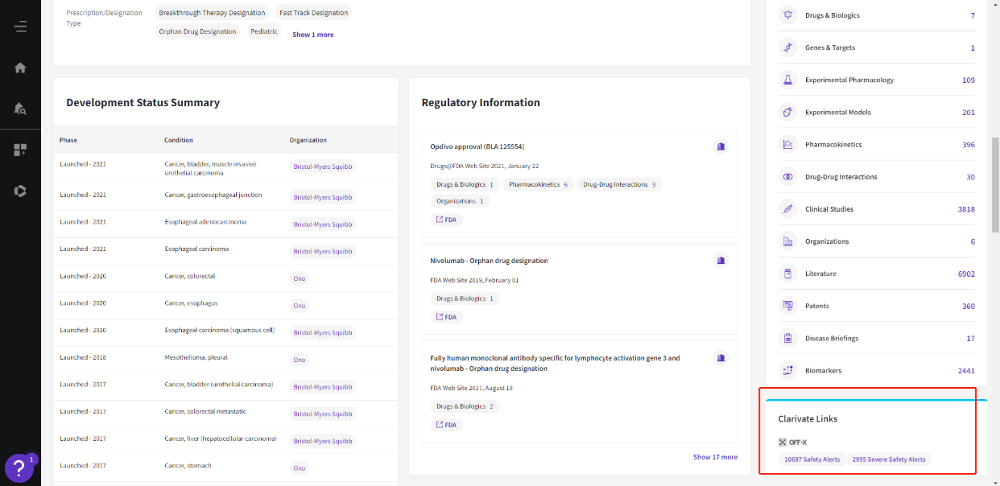 Prescription/Designation
Type
Breakthrough Therapy Designation Fast Track Designation
Orphan Drug Designation Pediatric Show 1 more
Development Status Summary
Phase Condition Organization
Launched - 2021 Cancer, bladder, muscle invasive
urothelial carcinoma Bristol-Myers Squibb
Launched - 2021 Cancer, gastroesophageal junction Bristol-Myers Squibb
Launched - 2021 Esophageal adenocarcinoma Bristol-Myers Squibb
Launched - 2021 Esophageal carcinoma Bristol-Myers Squibb
Launched - 2020 Cancer, colorectal Ono
Launched - 2020 Cancer, esophagus Ono
Launched - 2020 Esophageal carcinoma (squamous cell) Bristol-Myers Squibb
Launched - 2018 Mesothelioma, pleural Ono
Launched - 2017 Cancer, bladder (urothelial carcinoma) Bristol-Myers Squibb
Launched - 2017 Cancer, colorectal metastatic Bristol-Myers Squibb
Launched - 2017 Cancer, liver (hepatocellular carcinoma) Bristol-Myers Squibb
Launched - 2017 Cancer, stomach Ono
Regulatory Information
Opdivo approval (BLA 125554)
Drugs@FDA Web Site 2021, January 22
Drugs & Biologics 1 Pharmacokinetics 6 Drug-Drug Interactions 3
Organizations 1
FDA
Nivolumab - Orphan drug designation
FDA Web Site 2019, February 01
Drugs & Biologics 1
FDA
Fully human monoclonal antibody specific for lymphocyte activation gene 3 and
nivolumab - Orphan drug designation
FDA Web Site 2017, August 18
Drugs & Biologics 2
FDA
Show 17 more
Drugs & Biologics 7
Genes & Targets 1
Experimental Pharmacology 109
Experimental Models 201
Pharmacokinetics 396
Drug-Drug Interactions 30
Clinical Studies 3818
Organizations 6
Literature 6902
Patents 360
Disease Briefings 17
Biomarkers 2441
Clarivate Links
OFF-X
10697 Safety Alerts 2995 Severe Safety Alerts
? 1